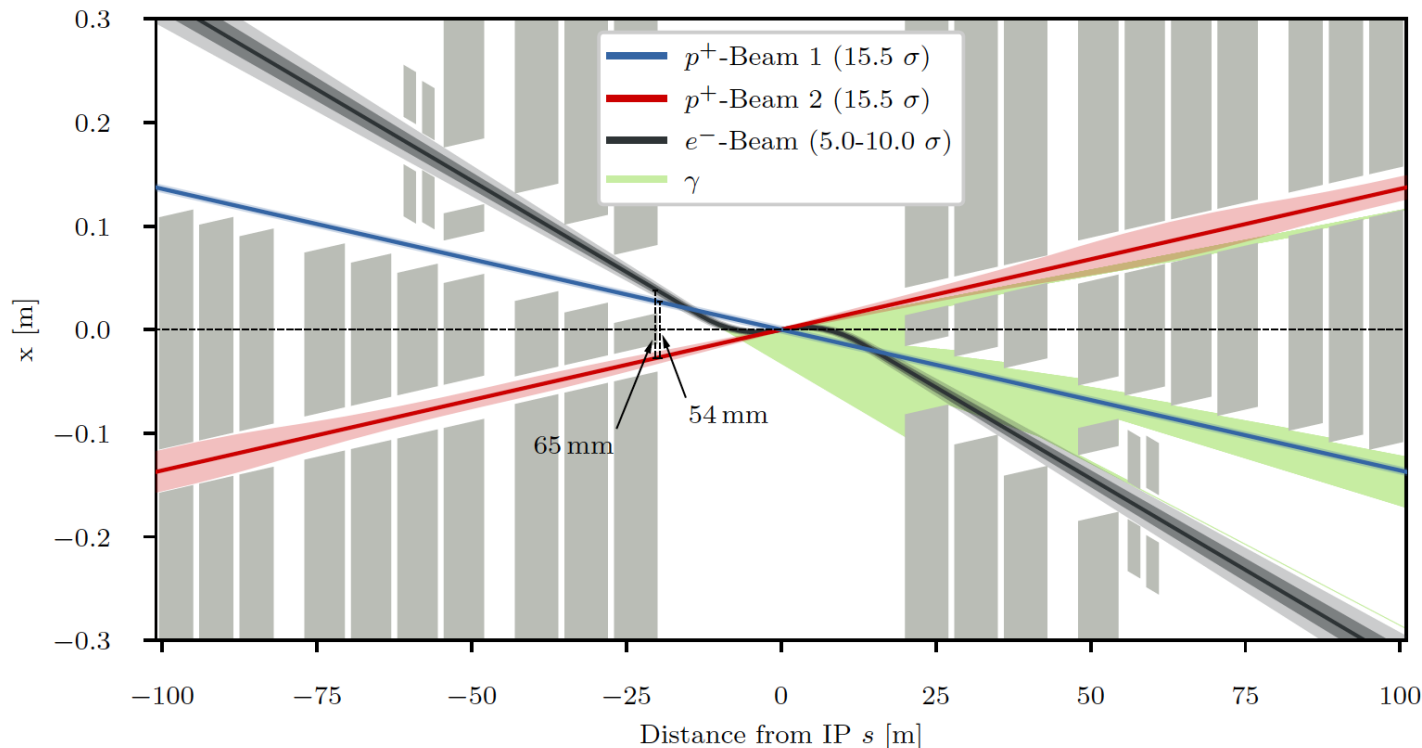 0.3
0.2
0.1
0.0
−0.1
−0.2
−0.3
x [m]
p⁺-Beam 1 (15.5 σ)
p⁺-Beam 2 (15.5 σ)
e⁻-Beam (5.0-10.0 σ)
γ
54 mm
65 mm
−100 −75 −50 −25 0 25 50 75 100
Distance from IP s [m]